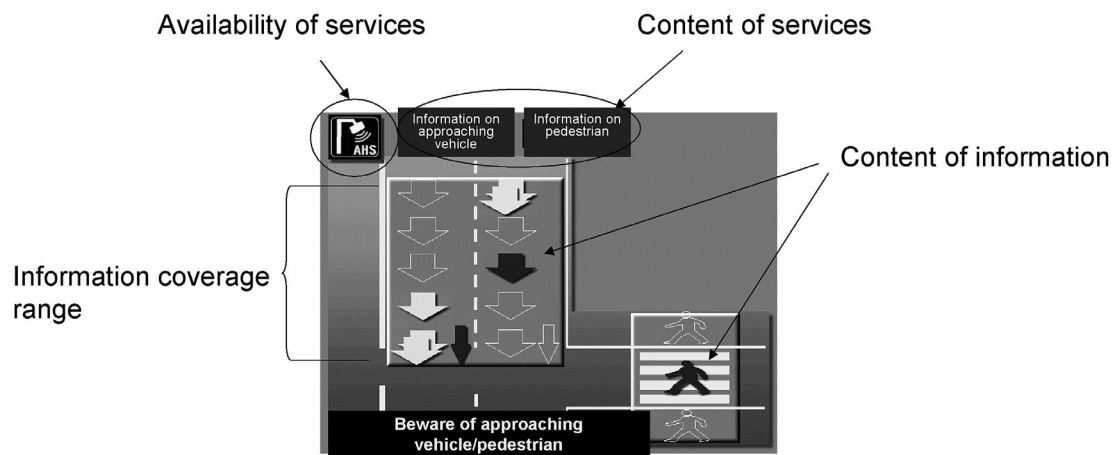 Availability of services
Content of services
Information on
approaching
vehicle
Information on
pedestrian
AHS
Content of information
Information coverage
range
Beware of approaching
vehicle/pedestrian